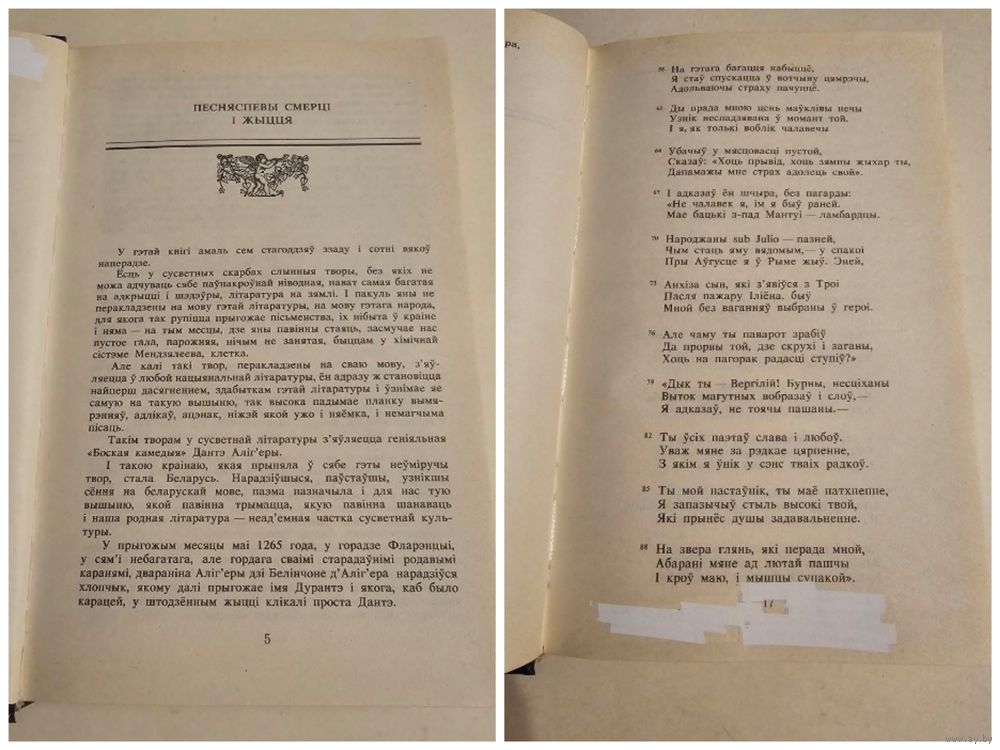 ПЕСНЯСПЕВЫ СМЕРЦІ
І ЖЫЦЦЯ
У гэтай кнігі амаль сем стагоддзяў ззаду і сотні вякоў
наперадзе.
Ёсць у сусветных скарбах слынныя творы, без якіх не
можа адчуваць сябе паўнакроўнай ніводная, нават самая багатая
на адкрыцці і шэдэўры, літаратура на зямлі. І пакуль яны не
перакладзены на мову гэтай літаратуры, на мову гэтага народа,
для якога так рупіцца прыгожае пісьменства, іх нібыта ў краіне
і няма — на тым месцы, дзе яны павінны стаяць, засмучае нас
пустое гала, парожняя, нічым не занятая, быццам у хімічнай
сістэме Мендзялеева, клетка.
Але калі такі твор, перакладзены на сваю мову, з’яў-
ляецца ў любой нацыянальнай літаратуры, ён адразу ж становіцца
найперш дасягненнем, здабыткам гэтай літаратуры і ўзнімае яе
самую на такую вышыню, так высока падымае планку вымя-
рэнняў, адлікаў, ацэнак, ніжэй якой ужо і няёмка, і немагчыма
пісаць.
Такім творам у сусветнай літаратуры з’яўляецца геніяльная
«Боская камедыя» Дантэ Аліг’еры.
І такою краінаю, якая прыняла ў сябе гэты неўміручы
твор, стала Беларусь. Нарадзіўшыся, паўстаўшы, узнікшы
сёння на беларускай мове, паэма назначыла і для нас тую
вышыню, якой павінна трымацца, якую павінна шанаваць
і наша родная літаратура — неад’емная частка сусветнай куль-
туры.
У прыгожым месяцы маі 1265 года, у горадзе Фларэнцыі,
у сям’і небагатага, але гордага сваімі старадаўнімі родавымі
каранямі, двараніна Аліг’еры дзі Белінчоне д’Аліг’ера нарадзіўся
хлопчык, якому далі прыгожае імя Дурантэ і якога, каб было
карацей, у штодзённым жыцці клікалі проста Дантэ.
5
ра,
На гэтага багацця набыццё,
Я стаў спускацца ў вотчыну цямрэчы,
Адольваючы страху пачуццё.
Ды прада мною цень маўклівы нечы
Узнік неспадзявана ў момант той.
І я, як толькі воблік чалавечы
64 Убачыў у мясцовасці пустой,
Сказаў: «Хоць прывід, хоць зямны жыхар ты,
Дапамажы мне страх адолець свой».
67 І адказаў ён шчыра, без пагарды:
«Не чалавек я, ім я быў раней.
Мае бацькі з-пад Мантуі — ламбардцы.
70 Народжаны sub Julio — пазней,
Чым стаць яму вядомым,— у спакоі
Пры Аўгусце я ў Рыме жыў. Эней,
73 Анхіза сын, які з’явіўся з Троі
Пасля пажару Іліёна, быў
Мной без ваганняў выбраны ў героі.
76 Але чаму ты паварот зрабіў
Да прорвы той, дзе скрухі і заганы,
Хоць на пагорак радасці ступіў?»
79 «Дык ты — Вергілій! Бурны, несціханы
Выток магутных вобразаў і слоў,—
Я адказаў, не тоячы пашаны.—
82 Ты ўсіх паэтаў слава і любоў.
Уваж мяне за рэдкае цярпенне,
З якім я ўнік у сэнс тваіх радкоў.
85 Ты мой настаўнік, ты маё натхненне,
Я запазычыў стыль высокі твой,
Які прынёс душы задавальненне.
88 На звера глянь, які перада мной,
Абарані мяне ад лютай пашчы
І кроў маю, і мышцы супакой».
17
www.ay.by